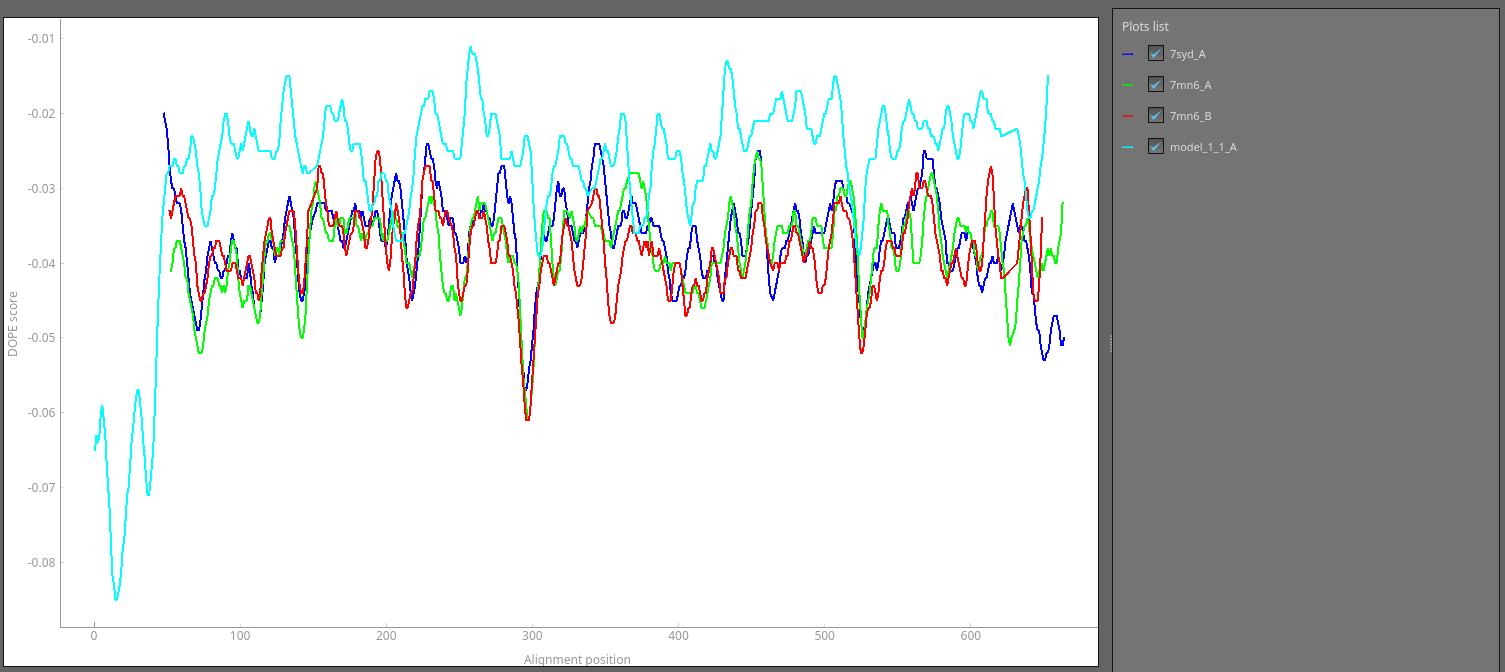 -0.01
-0.02
-0.03
-0.04
-0.05
-0.06
-0.07
-0.08
DOPE score
0 100 200 300 400 500 600
Alignment position
Plots list
7syd_A
7mn6_A
7mn6_B
model_1_1_A